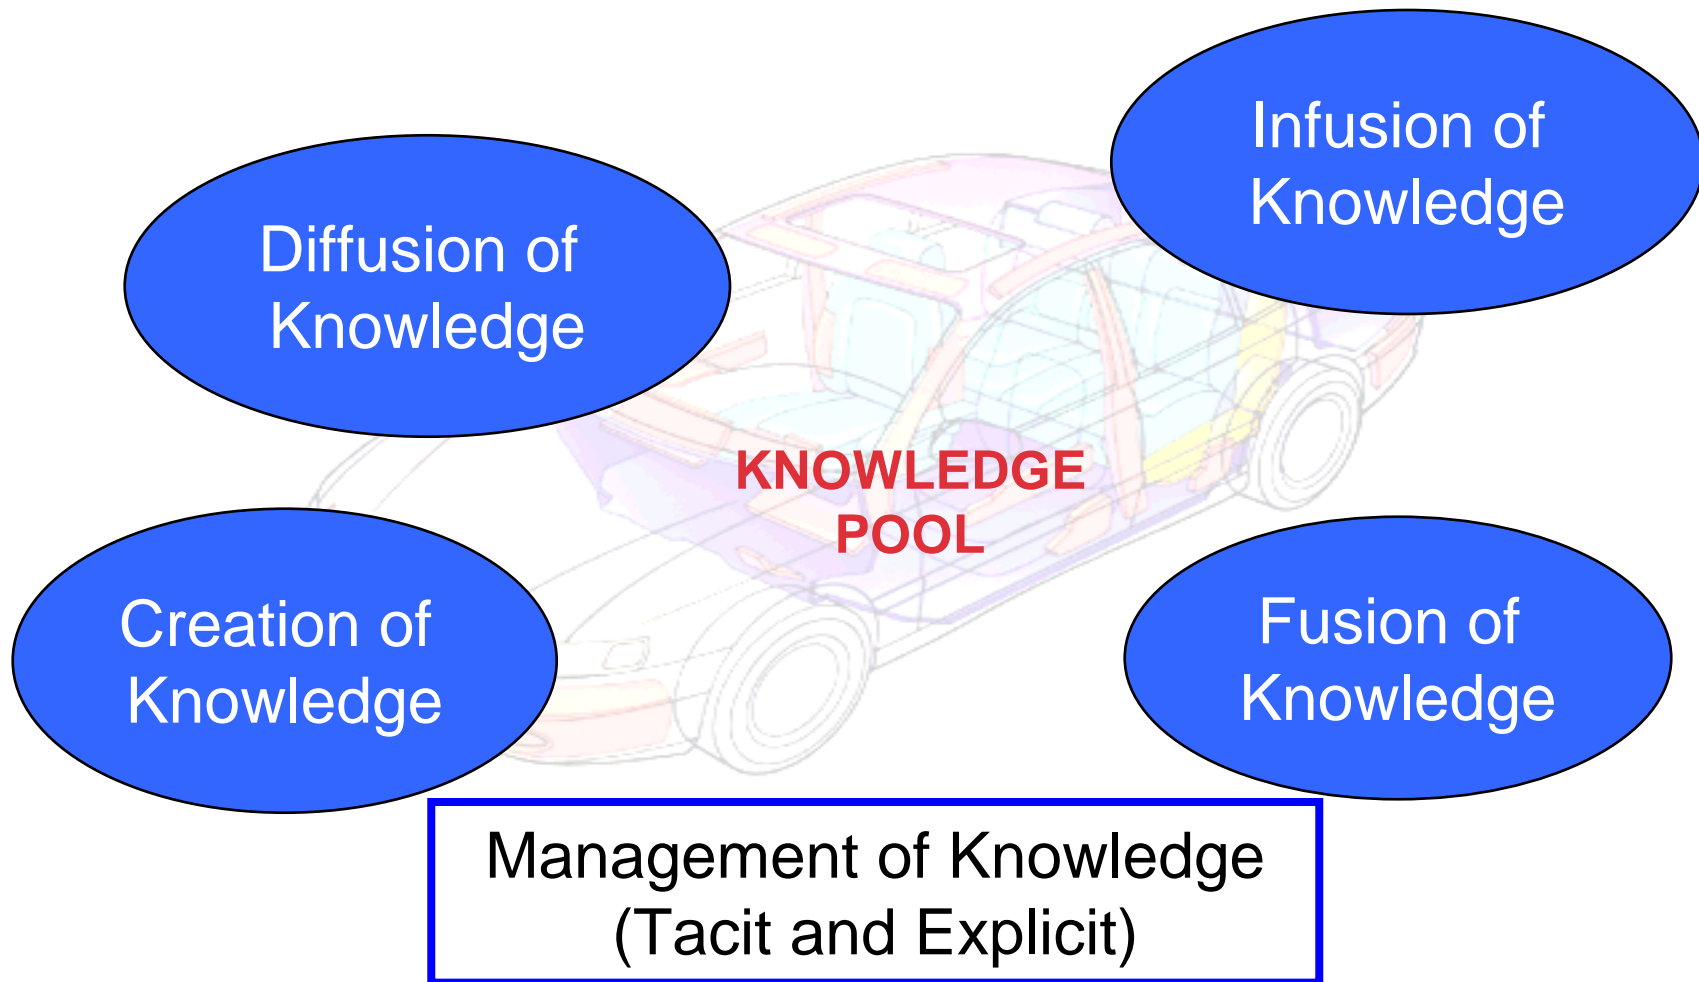 Infusion of
Knowledge
Diffusion of
Knowledge
KNOWLEDGE
POOL
Creation of
Knowledge
Fusion of
Knowledge
Management of Knowledge
(Tacit and Explicit)